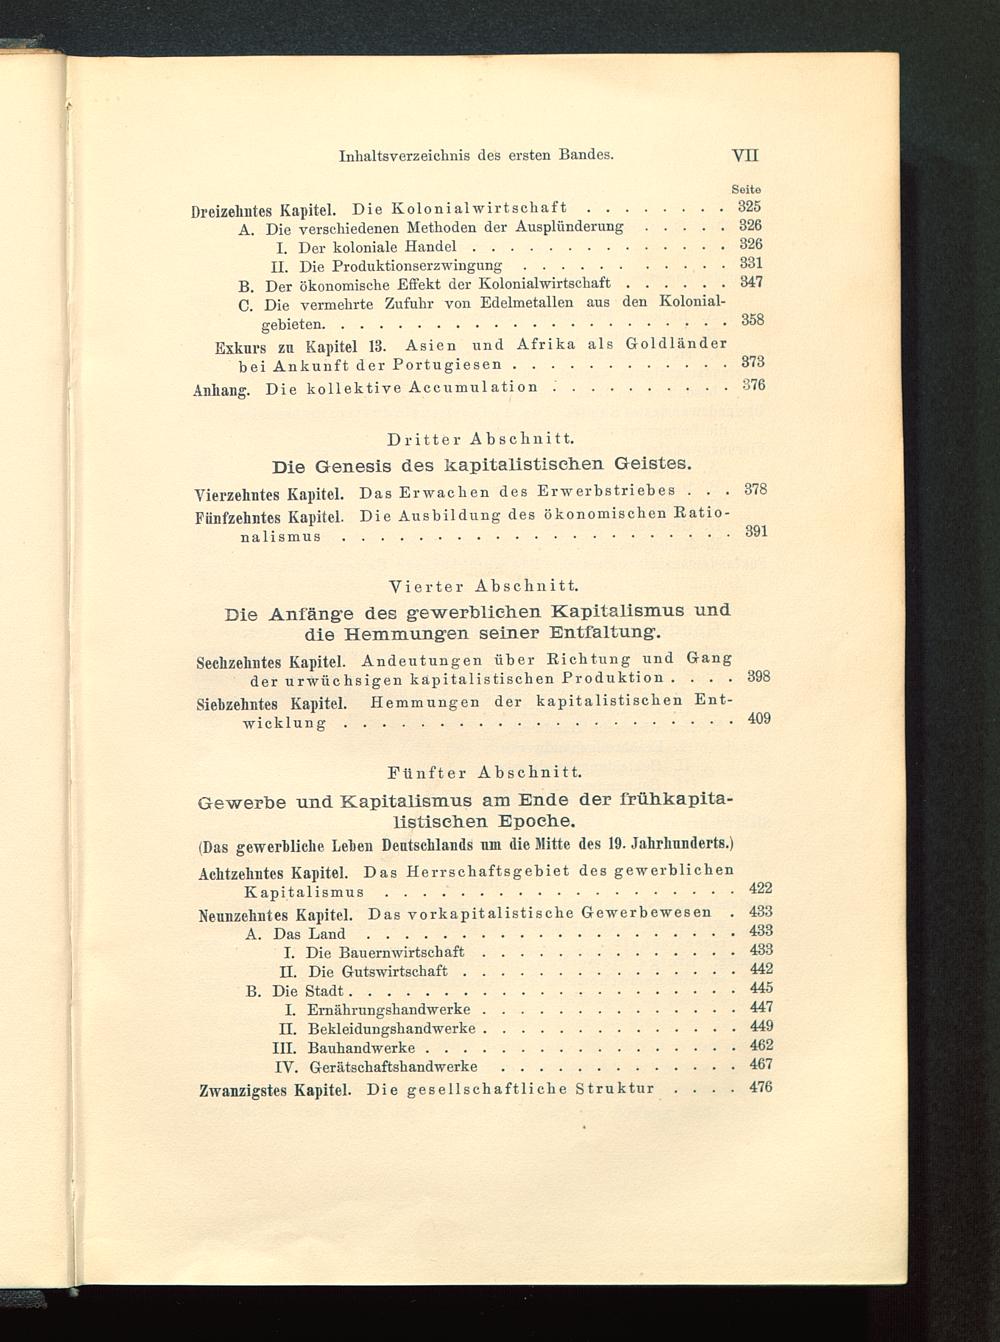 Inhaltsverzeichnis des ersten Bandes. VII
Seite
Dreizehntes Kapitel. Die Kolonialwirtschaft . . . . . . . . 325
A. Die verschiedenen Methoden der Ausplünderung . . . . . 326
I. Der koloniale Handel . . . . . . . . . . . . . . 326
II. Die Produktionserzwingung . . . . . . . . . . . 331
B. Der ökonomische Effekt der Kolonialwirtschaft . . . . . . 347
C. Die vermehrte Zufuhr von Edelmetallen aus den Kolonial-
gebieten. . . . . . . . . . . . . . . . . . . . . . 358
Exkurs zu Kapitel 13. Asien und Afrika als Goldländer
bei Ankunft der Portugiesen . . . . . . . . . . . . 373
Anhang. Die kollektive Accumulation . . . . . . . . . . 376
Dritter Abschnitt.
Die Genesis des kapitalistischen Geistes.
Vierzehntes Kapitel. Das Erwachen des Erwerbstriebes . . . 378
Fünfzehntes Kapitel. Die Ausbildung des ökonomischen Ratio-
nalismus . . . . . . . . . . . . . . . . . . . . . 391
Vierter Abschnitt.
Die Anfänge des gewerblichen Kapitalismus und
die Hemmungen seiner Entfaltung.
Sechzehntes Kapitel. Andeutungen über Richtung und Gang
der urwüchsigen kapitalistischen Produktion . . . . 398
Siebzehntes Kapitel. Hemmungen der kapitalistischen Ent-
wicklung . . . . . . . . . . . . . . . . . . . . 409
Fünfter Abschnitt.
Gewerbe und Kapitalismus am Ende der frühkapita-
listischen Epoche.
(Das gewerbliche Leben Deutschlands um die Mitte des 19. Jahrhunderts.)
Achtzehntes Kapitel. Das Herrschaftsgebiet des gewerblichen
Kapitalismus . . . . . . . . . . . . . . . . . . 422
Neunzehntes Kapitel. Das vorkapitalistische Gewerbewesen . 433
A. Das Land . . . . . . . . . . . . . . . . . . . . 433
I. Die Bauernwirtschaft . . . . . . . . . . . . . . 433
II. Die Gutswirtschaft . . . . . . . . . . . . . . . 442
B. Die Stadt . . . . . . . . . . . . . . . . . . . . . 445
I. Ernährungshandwerke . . . . . . . . . . . . . . 447
II. Bekleidungshandwerke . . . . . . . . . . . . . . 449
III. Bauhandwerke . . . . . . . . . . . . . . . . . 462
IV. Gerätschaftshandwerke . . . . . . . . . . . . . 467
Zwanzigstes Kapitel. Die gesellschaftliche Struktur . . . . 476